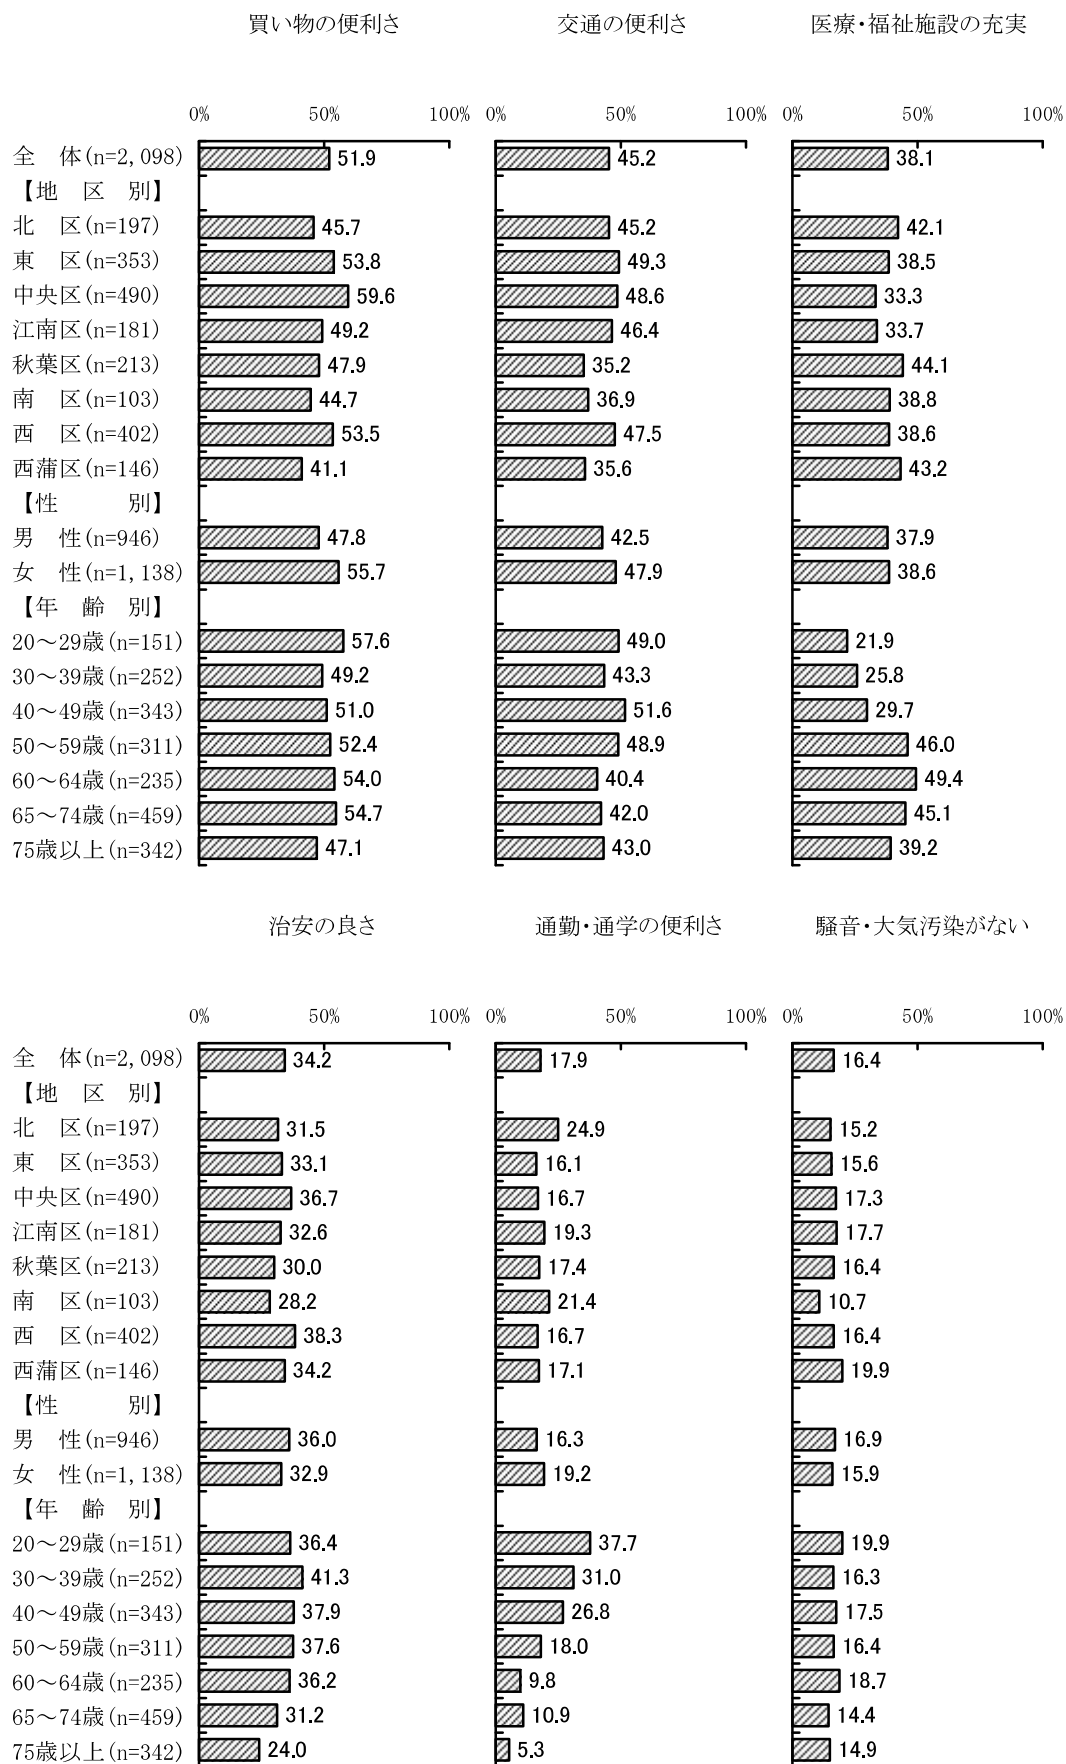 買い物の便利さ 交通の便利さ 医療・福祉施設の充実
0% 50% 100% 0% 50% 100% 0% 50% 100%
全 体(n=2,098) 51.9 45.2 38.1
【地 区 別】
北 区(n=197) 45.7 45.2 42.1
東 区(n=353) 53.8 49.3 38.5
中央区(n=490) 59.6 48.6 33.3
江南区(n=181) 49.2 46.4 33.7
秋葉区(n=213) 47.9 35.2 44.1
南 区(n=103) 44.7 36.9 38.8
西 区(n=402) 53.5 47.5 38.6
西蒲区(n=146) 41.1 35.6 43.2
【性 別】
男 性(n=946) 47.8 42.5 37.9
女 性(n=1,138) 55.7 47.9 38.6
【年 齢 別】
20～29歳(n=151) 57.6 49.0 21.9
30～39歳(n=252) 49.2 43.3 25.8
40～49歳(n=343) 51.0 51.6 29.7
50～59歳(n=311) 52.4 48.9 46.0
60～64歳(n=235) 54.0 40.4 49.4
65～74歳(n=459) 54.7 42.0 45.1
75歳以上(n=342) 47.1 43.0 39.2
治安の良さ 通勤・通学の便利さ 騒音・大気汚染がない
0% 50% 100% 0% 50% 100% 0% 50% 100%
全 体(n=2,098) 34.2 17.9 16.4
【地 区 別】
北 区(n=197) 31.5 24.9 15.2
東 区(n=353) 33.1 16.1 15.6
中央区(n=490) 36.7 16.7 17.3
江南区(n=181) 32.6 19.3 17.7
秋葉区(n=213) 30.0 17.4 16.4
南 区(n=103) 28.2 21.4 10.7
西 区(n=402) 38.3 16.7 16.4
西蒲区(n=146) 34.2 17.1 19.9
【性 別】
男 性(n=946) 36.0 16.3 16.9
女 性(n=1,138) 32.9 19.2 15.9
【年 齢 別】
20～29歳(n=151) 36.4 37.7 19.9
30～39歳(n=252) 41.3 31.0 16.3
40～49歳(n=343) 37.9 26.8 17.5
50～59歳(n=311) 37.6 18.0 16.4
60～64歳(n=235) 36.2 9.8 18.7
65～74歳(n=459) 31.2 10.9 14.4
75歳以上(n=342) 24.0 5.3 14.9